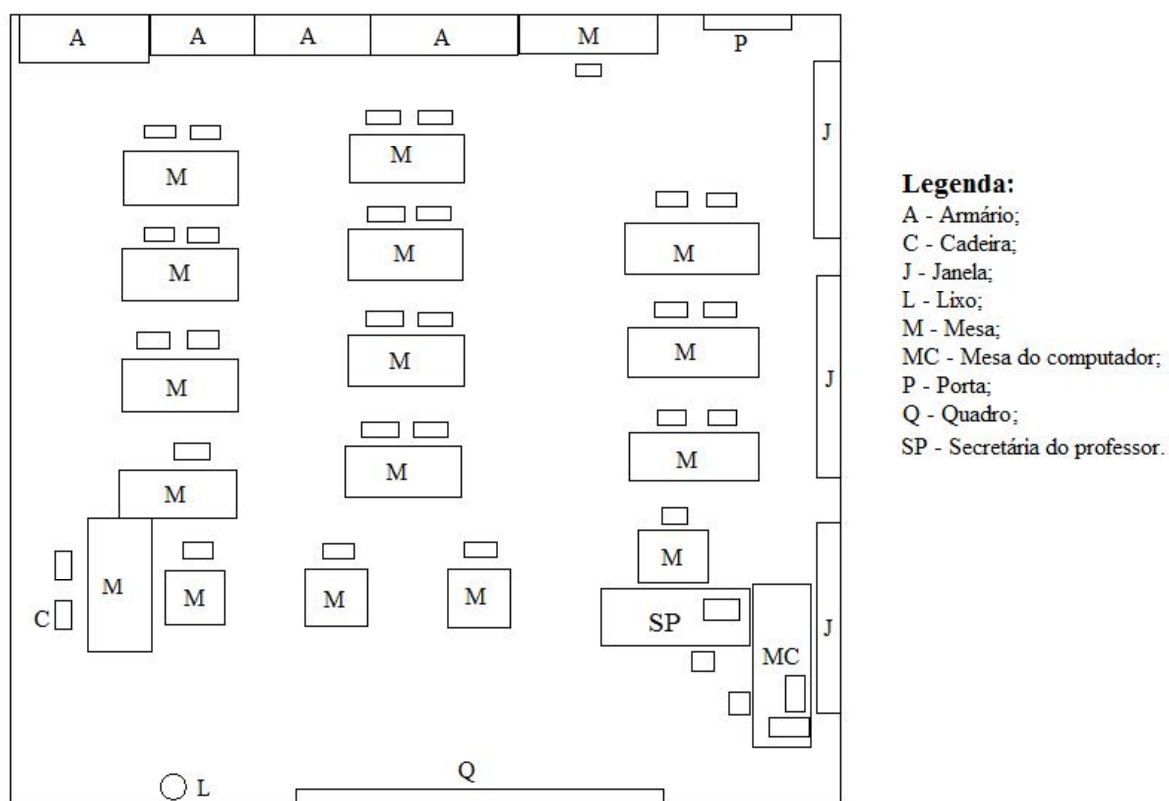 A A A A M
P
J
M M
M M M
J
M M M
M M M
M
M
M M M M
C
SP
J
MC
Q
L
Legenda:
A - Armário;
C - Cadeira;
J - Janela;
L - Lixo;
M - Mesa;
MC - Mesa do computador;
P - Porta;
Q - Quadro;
SP - Secretária do professor.